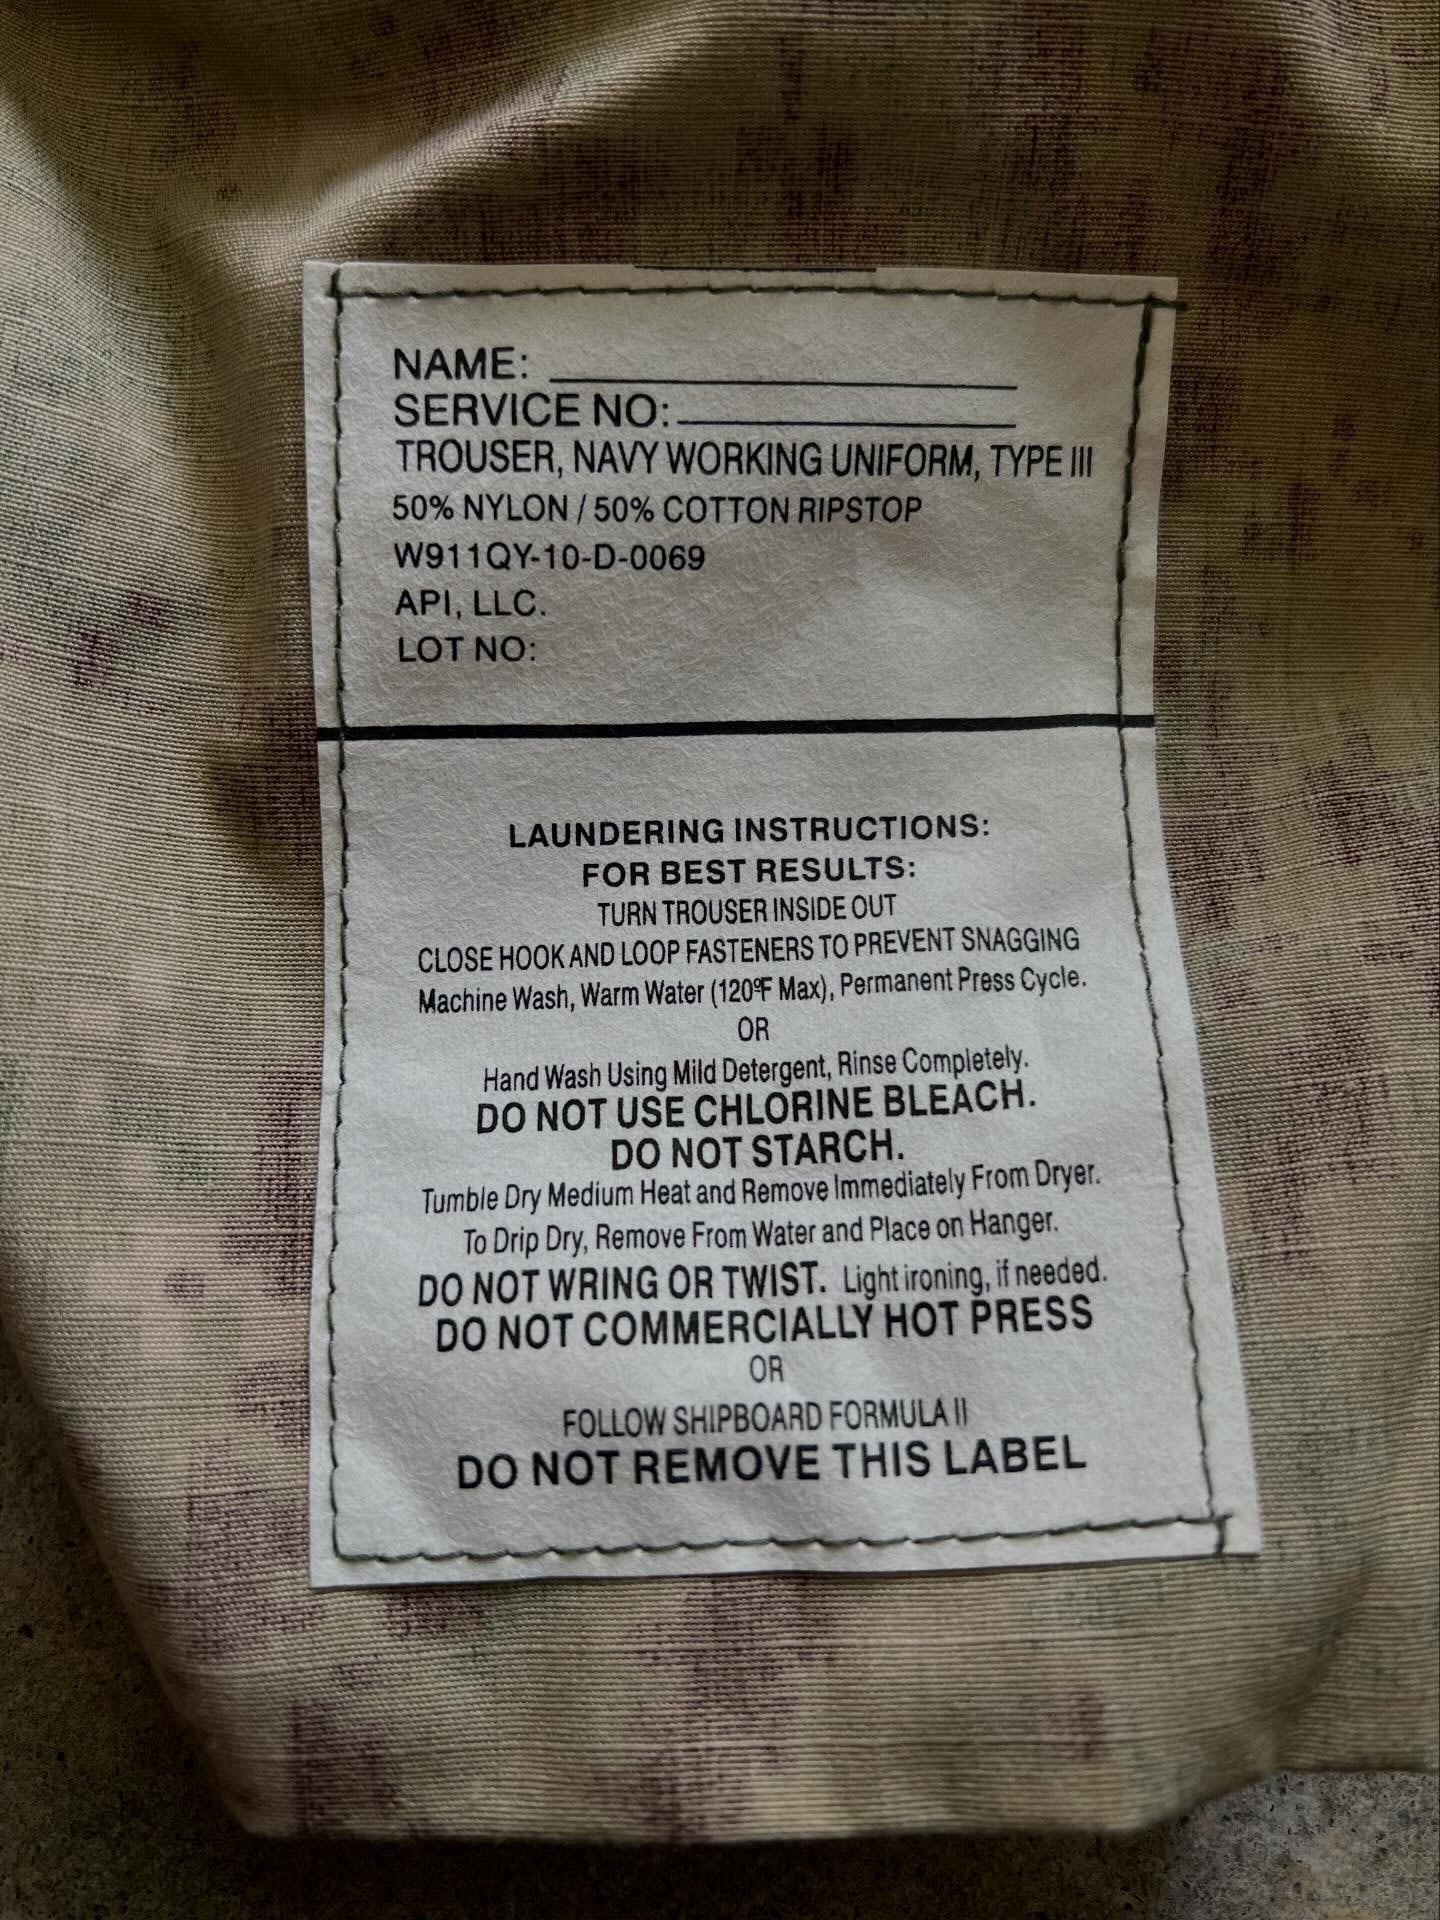 NAME:
SERVICE NO:
TROUSER, NAVY WORKING UNIFORM, TYPE III
50% NYLON / 50% COTTON RIPSTOP
W911QY-10-D-0069
API, LLC.
LOT NO:
LAUNDERING INSTRUCTIONS:
FOR BEST RESULTS:
TURN TROUSER INSIDE OUT
CLOSE HOOK AND LOOP FASTENERS TO PREVENT SNAGGING
Machine Wash, Warm Water (120°F Max), Permanent Press Cycle.
OR
Hand Wash Using Mild Detergent, Rinse Completely.
DO NOT USE CHLORINE BLEACH.
DO NOT STARCH.
Tumble Dry Medium Heat and Remove Immediately From Dryer.
To Drip Dry, Remove From Water and Place on Hanger.
DO NOT WRING OR TWIST. Light ironing, if needed.
DO NOT COMMERCIALLY HOT PRESS
OR
FOLLOW SHIPBOARD FORMULA II
DO NOT REMOVE THIS LABEL